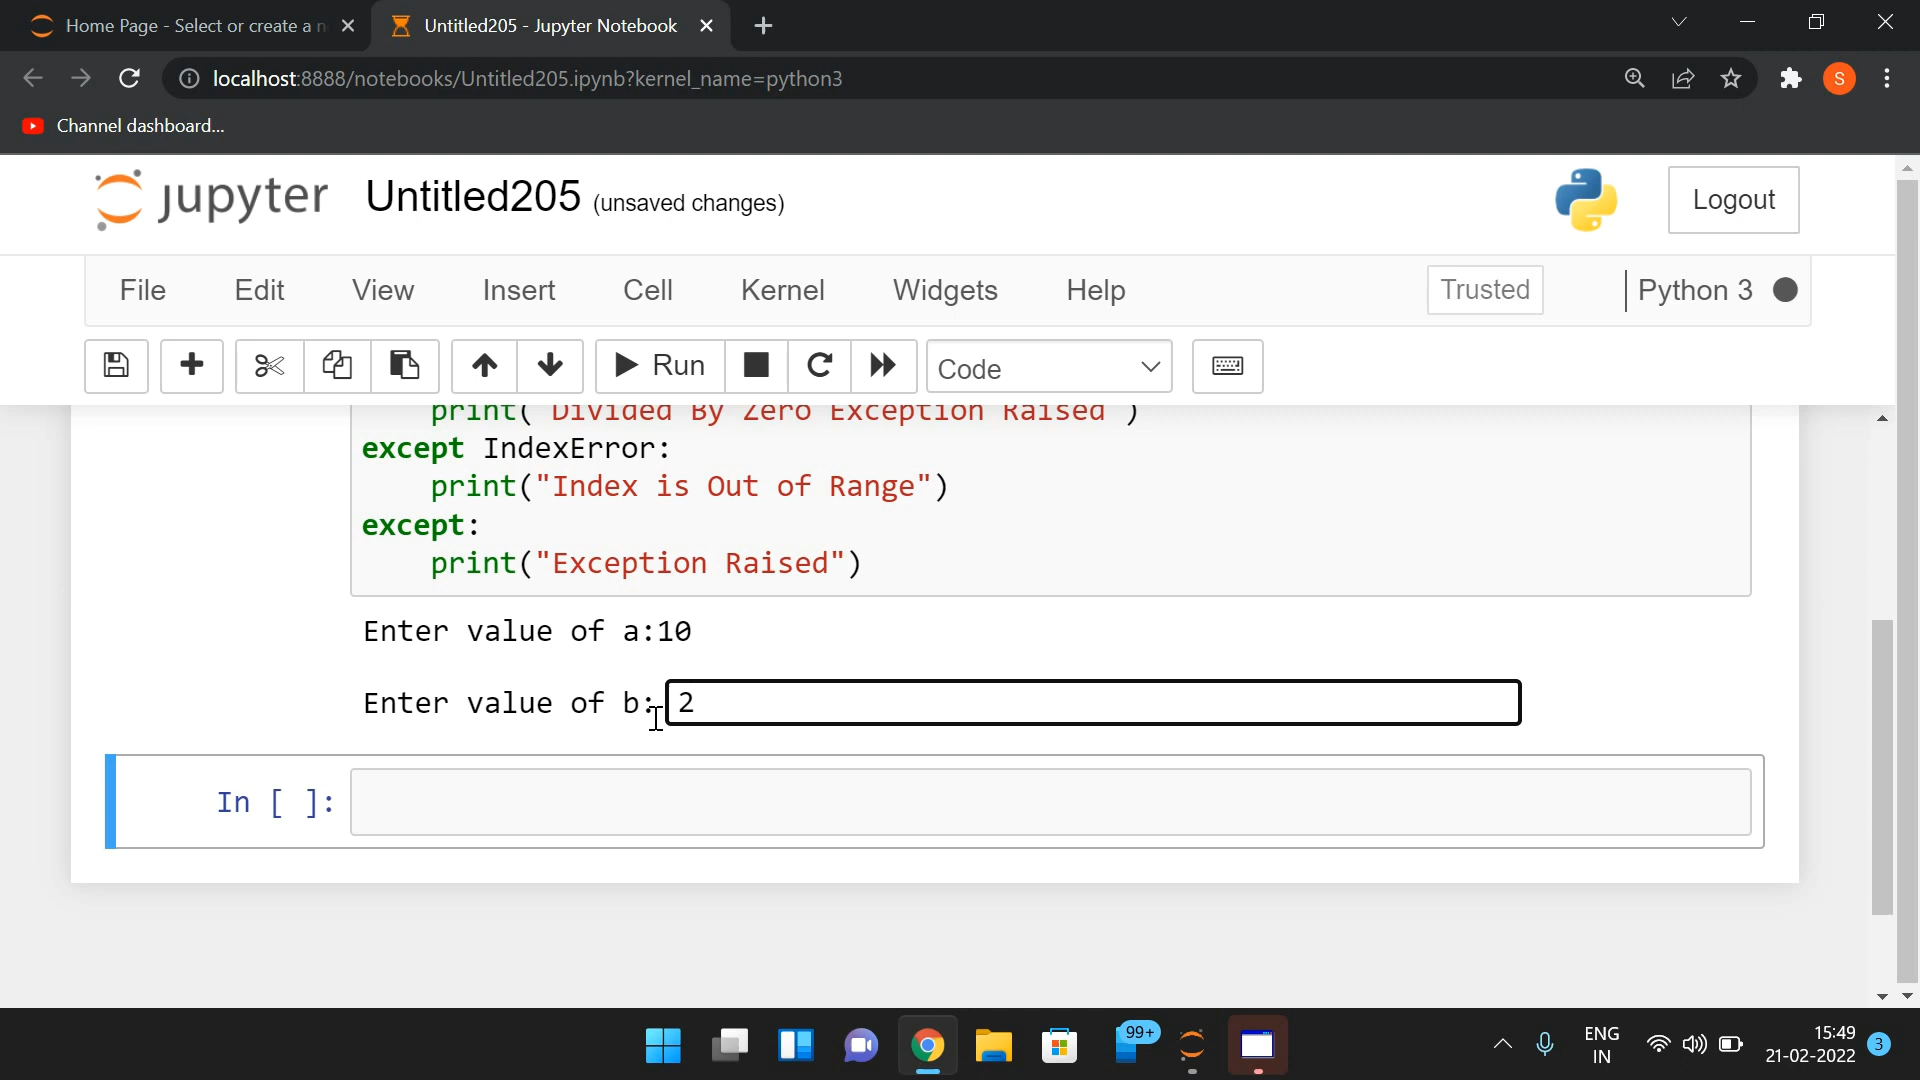 Home Page - Select or create a n
Untitled205 - Jupyter Notebook
localhost:8888/notebooks/Untitled205.ipynb?kernel_name=python3
S
Channel dashboard...
jupyter Untitled205 (unsaved changes)
Logout
File Edit View Insert Cell Kernel Widgets Help Trusted Python 3
Run Code
print("Divided By Zero Exception Raised")
except IndexError:
print("Index is Out of Range")
except:
print("Exception Raised")
Enter value of a:10
Enter value of b: 2
In [ ]:
99+
ENG
IN
15:49
21-02-2022
3